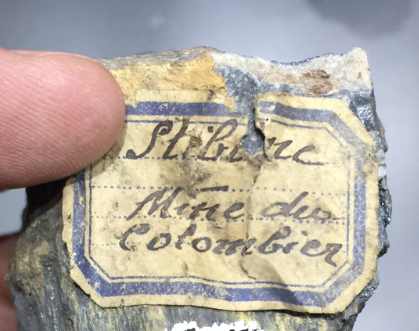 Stibine
Mine du
Colombier